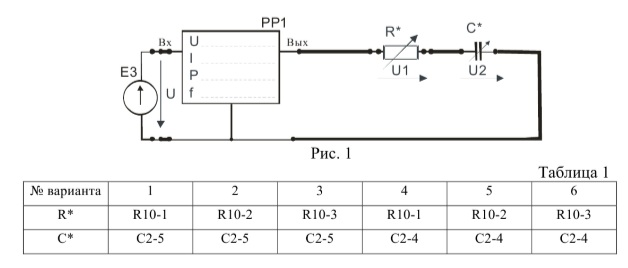 PP1
R*
C*
Вх
U
I
P
f
Вых
U1
U2
E3
U
Рис. 1
Таблица 1
№ варианта 1 2 3 4 5 6
R* R10-1 R10-2 R10-3 R10-1 R10-2 R10-3
C* C2-5 C2-5 C2-5 C2-4 C2-4 C2-4